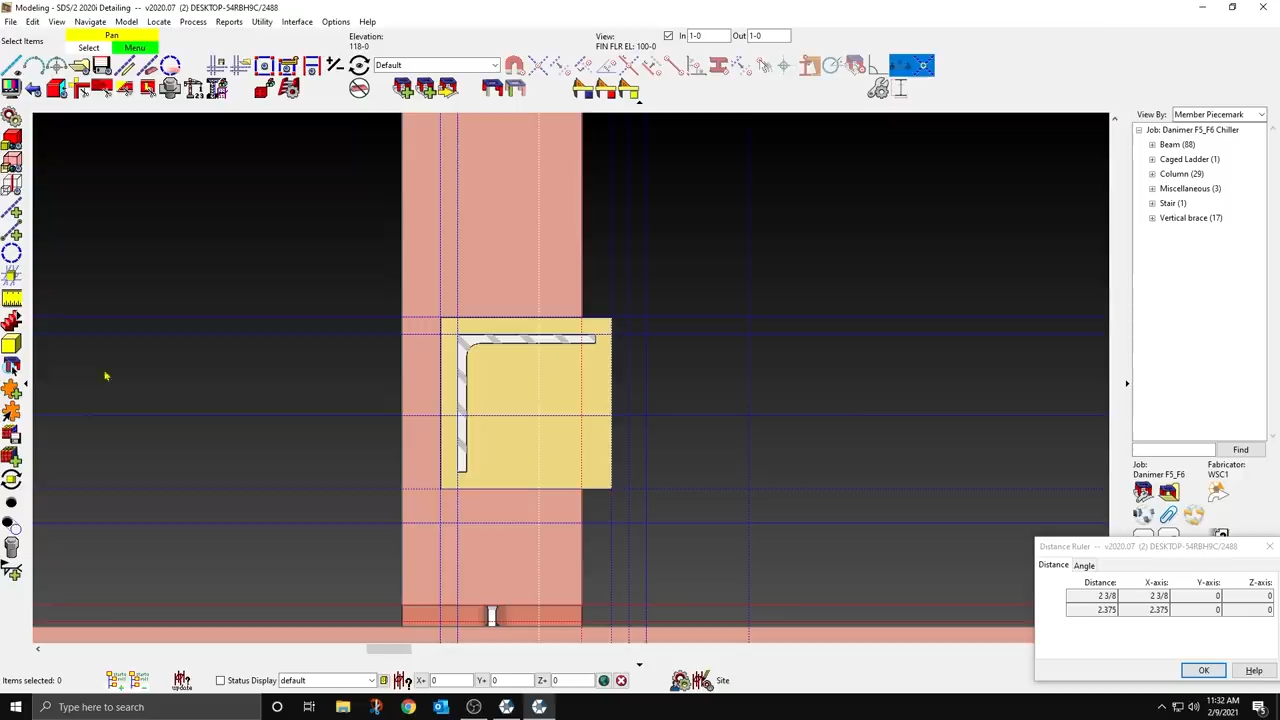 Modeling - SDS/2 2020i Detailing -- v2020.07 (2) DESKTOP-54RBH9C/2488
File Edit View Navigate Model Locate Process Reports Utility Interface Options Help
Select Items
Pan
Select Menu
Elevation:
118-0
View:
FIN FLR EL: 100-0
In 1-0 Out 1-0
Default
View By: Member Piecemark
Job: Danimer F5_F6 Chiller
Beam (88)
Caged Ladder (1)
Column (29)
Miscellaneous (3)
Stair (1)
Vertical brace (17)
Find
Job: Fabricator:
Danimer F5_F6 WSC1
Distance Ruler -- v2020.07 (2) DESKTOP-54RBH9C/2488
Distance Angle
Distance: X-axis: Y-axis: Z-axis:
2 3/8 2 3/8 0 0
2.375 2.375 0 0
OK Help
Items selected: 0
update
Status Display default
X+ 0 Y+ 0 Z+ 0
Site
Type here to search
11:32 AM
2/9/2021